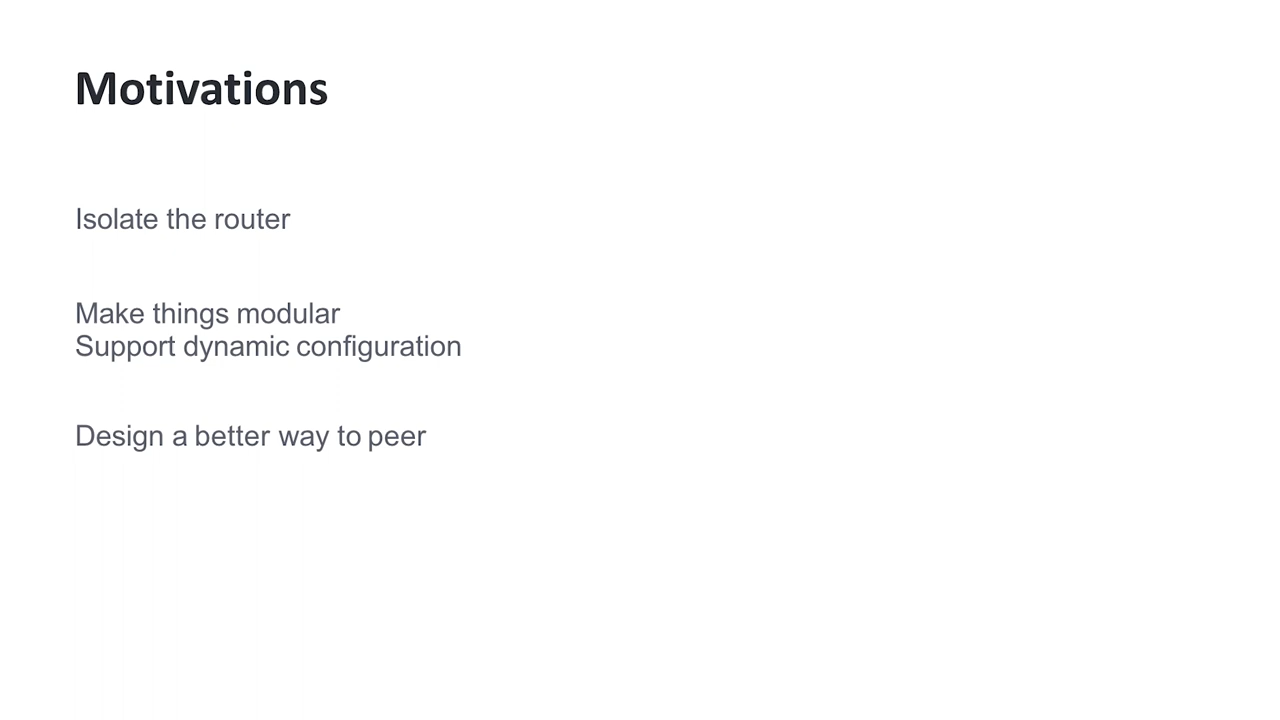 Motivations
Isolate the router
Make things modular
Support dynamic configuration
Design a better way to peer